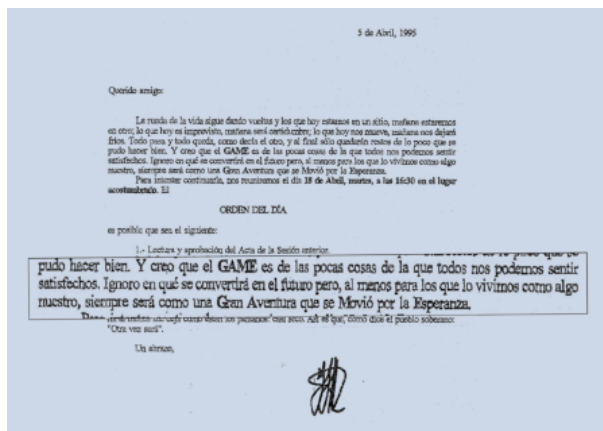 5 de Abril, 1995
Querido amigo:
La rueda de la vida sigue dando vueltas y los que hoy estamos en un sitio, mañana estaremos
en otro; lo que hoy es imprevisto, mañana será certidumbre; lo que hoy nos mueve, mañana nos dejará
fríos. Todo pasa y todo queda, como decía el otro, y al final sólo quedarán restos de lo poco que se
pudo hacer bien. Y creo que el GAME es de las pocas cosas de la que todos nos podemos sentir
satisfechos. Ignoro en qué se convertirá en el futuro pero, al menos para los que lo vivimos como algo
nuestro, siempre será como una Gran Aventura que se Movió por la Esperanza.
Para intentar continuarla, nos reuniremos el día 18 de Abril, martes, a las 16:30 en el lugar
acostumbrado. El
ORDEN DEL DÍA
es posible que sea el siguiente:
1.- Lectura y aprobación del Acta de la Sesión anterior.
pudo hacer bien. Y creo que el GAME es de las pocas cosas de la que todos nos podemos sentir
satisfechos. Ignoro en qué se convertirá en el futuro pero, al menos para los que lo vivimos como algo
nuestro, siempre será como una Gran Aventura que se Movió por la Esperanza.
como dice el pueblo soberano:
"Otra vez será".
Un abrazo,